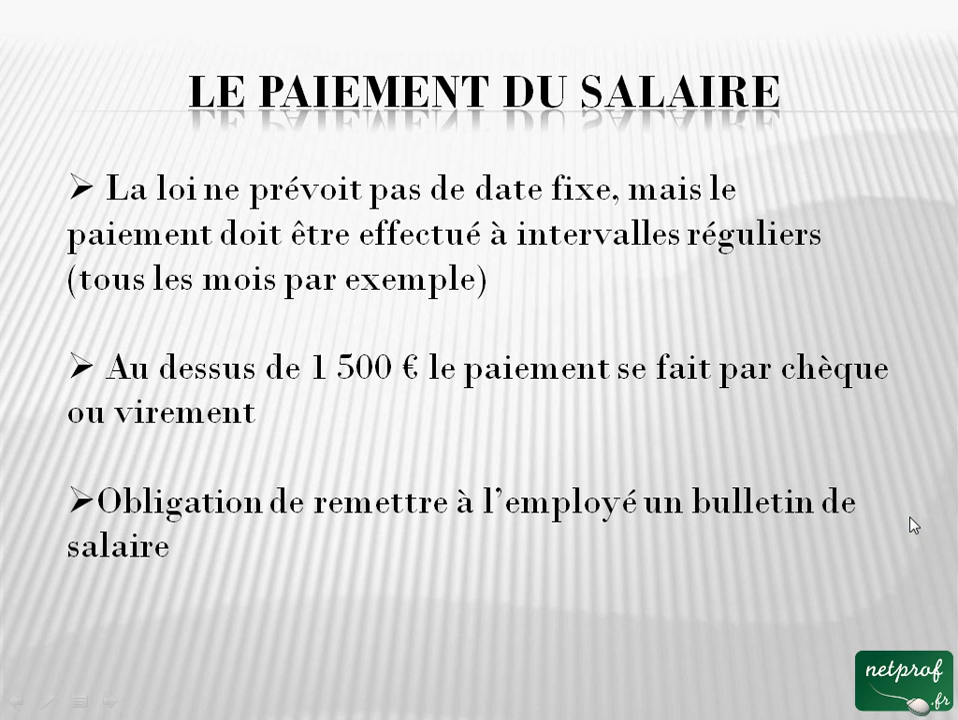 LE PAIEMENT DU SALAIRE
➢ La loi ne prévoit pas de date fixe, mais le
paiement doit être effectué à intervalles réguliers
(tous les mois par exemple)
➢ Au dessus de 1 500 € le paiement se fait par chèque
ou virement
➢Obligation de remettre à l’employé un bulletin de
salaire
netprof
.fr